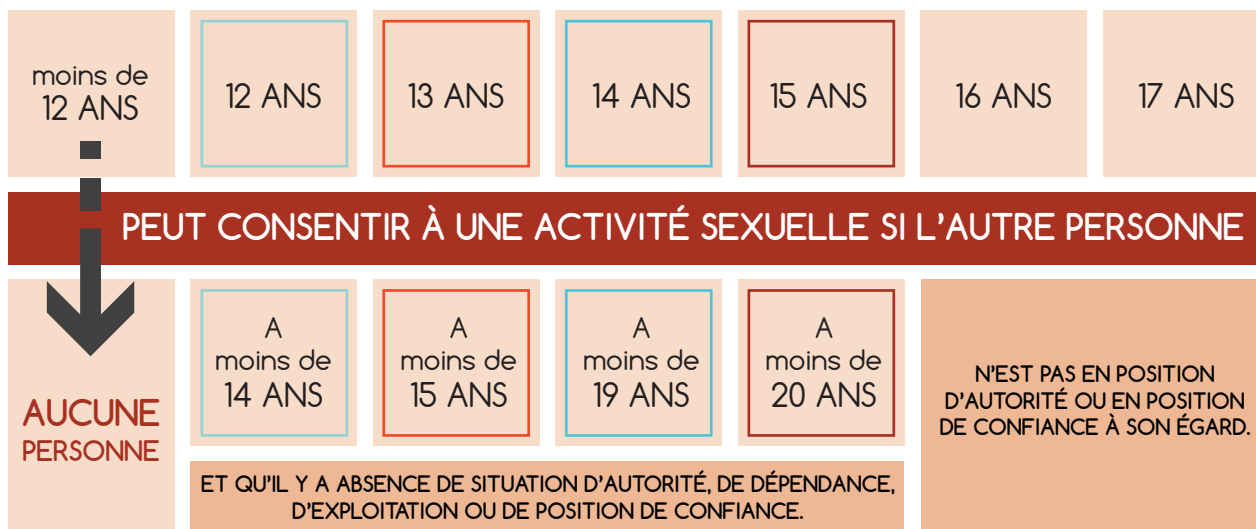 moins de
12 ANS
12 ANS
13 ANS
14 ANS
15 ANS
16 ANS
17 ANS
PEUT CONSENTIR À UNE ACTIVITÉ SEXUELLE SI L'AUTRE PERSONNE
AUCUNE
PERSONNE
A
moins de
14 ANS
A
moins de
15 ANS
A
moins de
19 ANS
A
moins de
20 ANS
N'EST PAS EN POSITION
D'AUTORITÉ OU EN POSITION
DE CONFIANCE À SON ÉGARD.
ET QU'IL Y A ABSENCE DE SITUATION D'AUTORITÉ, DE DÉPENDANCE,
D'EXPLOITATION OU DE POSITION DE CONFIANCE.